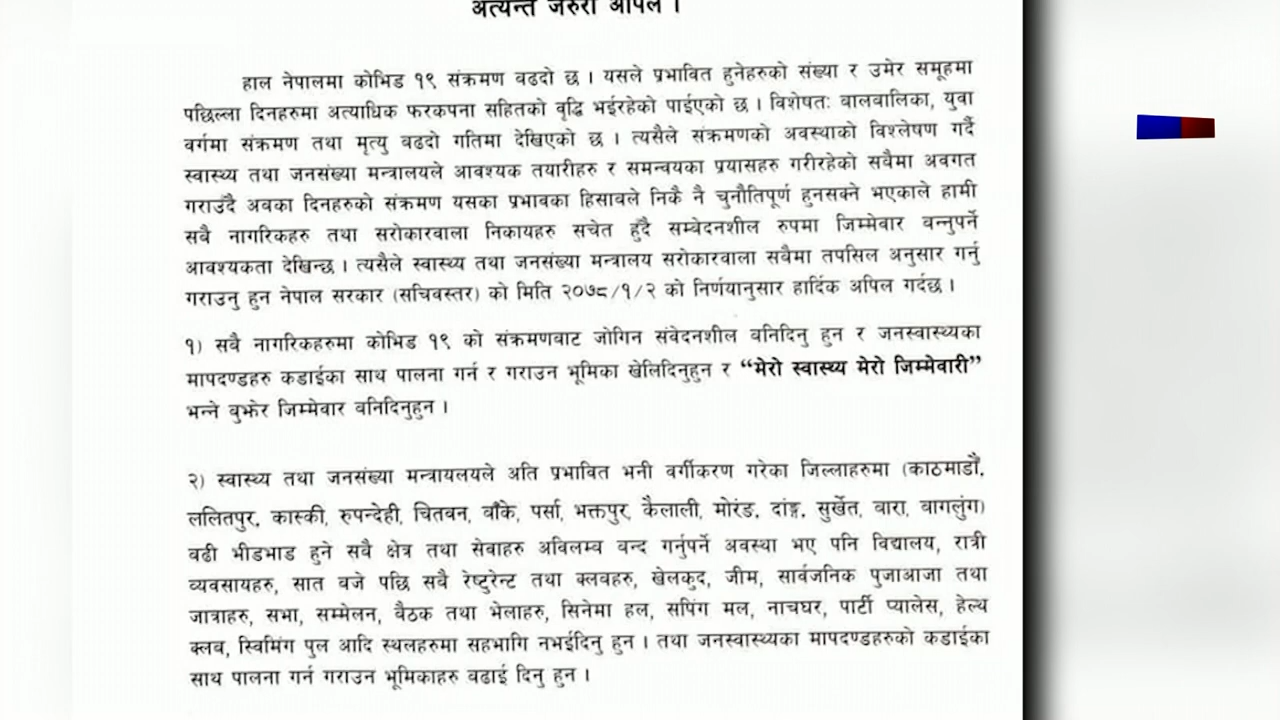 अत्यन्त जरुरी अपिल ।
हाल नेपालमा कोभिड १९ संक्रमण बढदो छ । यसले प्रभावित हुनेहरुको संख्या र उमेर समूहमा
पछिल्ला दिनहरुमा अत्याधिक फरकपना सहितको वृद्धि भईरहेको पाईएको छ । विशेषतः बालबालिका, युवा
वर्गमा संक्रमण तथा मृत्यु बढदो गतिमा देखिएको छ । त्यसैले संक्रमणको अवस्थाको विश्लेषण गर्दै
स्वास्थ्य तथा जनसंख्या मन्त्रालयले आवश्यक तयारीहरु र समन्वयका प्रयासहरु गरीरहेको सबैमा अवगत
गराउँदै अबका दिनहरुको संक्रमण यसका प्रभावका हिसाबले निकै नै चुनौतिपूर्ण हुनसक्ने भएकाले हामी
सबै नागरिकहरु तथा सरोकारवाला निकायहरु सचेत हुँदै सम्बेदनशील रुपमा जिम्मेवार बन्नुपर्ने
आवश्यकता देखिन्छ । त्यसैले स्वास्थ्य तथा जनसंख्या मन्त्रालय सरोकारवाला सबैमा तपसिल अनुसार गर्नु
गराउनु हुन नेपाल सरकार (सचिवस्तर) को मिति २०७८/१/२ को निर्णयानुसार हार्दिक अपिल गर्दछ ।
१) सबै नागरिकहरुमा कोभिड १९ को संक्रमणबाट जोगिन संवेदनशील बनिदिनु हुन र जनस्वास्थ्यका
मापदण्डहरु कडाईका साथ पालना गर्न र गराउन भूमिका खेलिदिनुहुन र “मेरो स्वास्थ्य मेरो जिम्मेवारी”
भन्ने बुझेर जिम्मेवार बनिदिनुहुन ।
२) स्वास्थ्य तथा जनसंख्या मन्त्रायलयले अति प्रभावित भनी वर्गीकरण गरेका जिल्लाहरुमा (काठमाडौं,
ललितपुर, कास्की, रुपन्देही, चितवन, बाँके, पर्सा, भक्तपुर, कैलाली, मोरंङ, दांङ्ग, सुर्खेत, बारा, बागलुंग)
बढी भीडभाड हुने सबै क्षेत्र तथा सेवाहरु अविलम्ब बन्द गर्नुपर्ने अवस्था भए पनि विद्यालय, रात्री
व्यवसायहरु, सात बजे पछि सबै रेष्टुरेन्ट तथा क्लबहरु, खेलकुद, जीम, सार्वजनिक पुजाआजा तथा
जात्राहरु, सभा, सम्मेलन, बैठक तथा भेलाहरु, सिनेमा हल, सपिंग मल, नाचघर, पार्टी प्यालेस, हेल्थ
क्लब, स्विमिंग पुल आदि स्थलहरुमा सहभागि नभईदिनु हुन । तथा जनस्वास्थ्यका मापदण्डहरुको कडाईका
साथ पालना गर्न गराउन भूमिकाहरु बढाई दिनु हुन ।